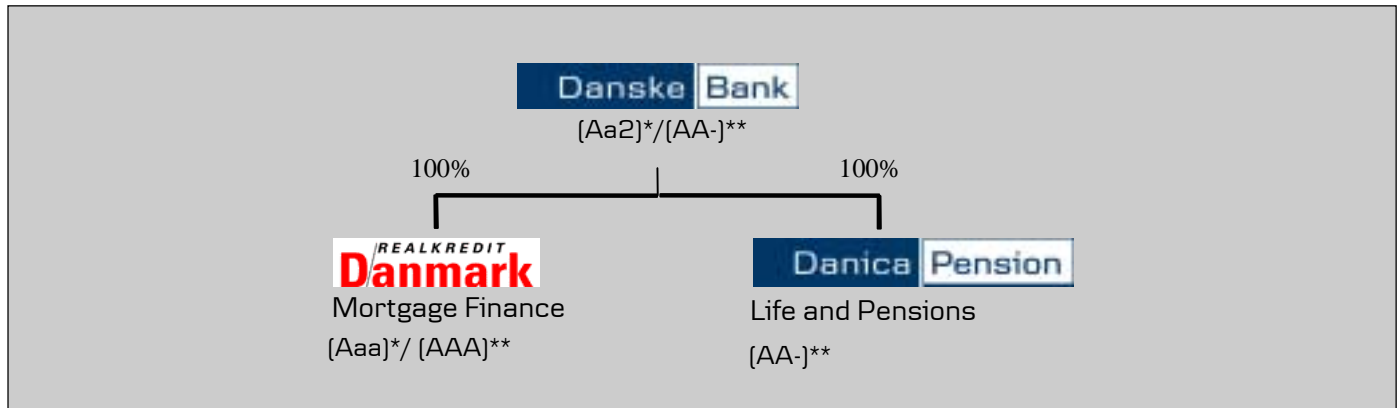 Danske Bank
(Aa2)*/(AA-)**
100% 100%
REALKREDIT
Danmark
Danica Pension
Mortgage Finance
Life and Pensions
(Aaa)*/ (AAA)**
(AA-)**